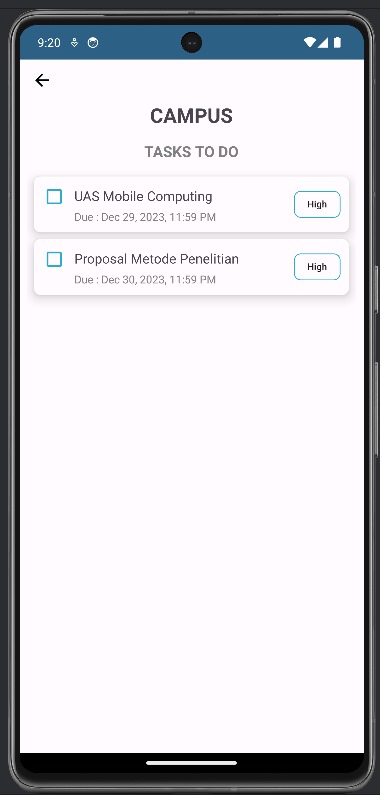 9:20
CAMPUS
TASKS TO DO
UAS Mobile Computing
High
Due : Dec 29, 2023, 11:59 PM
Proposal Metode Penelitian
High
Due : Dec 30, 2023, 11:59 PM